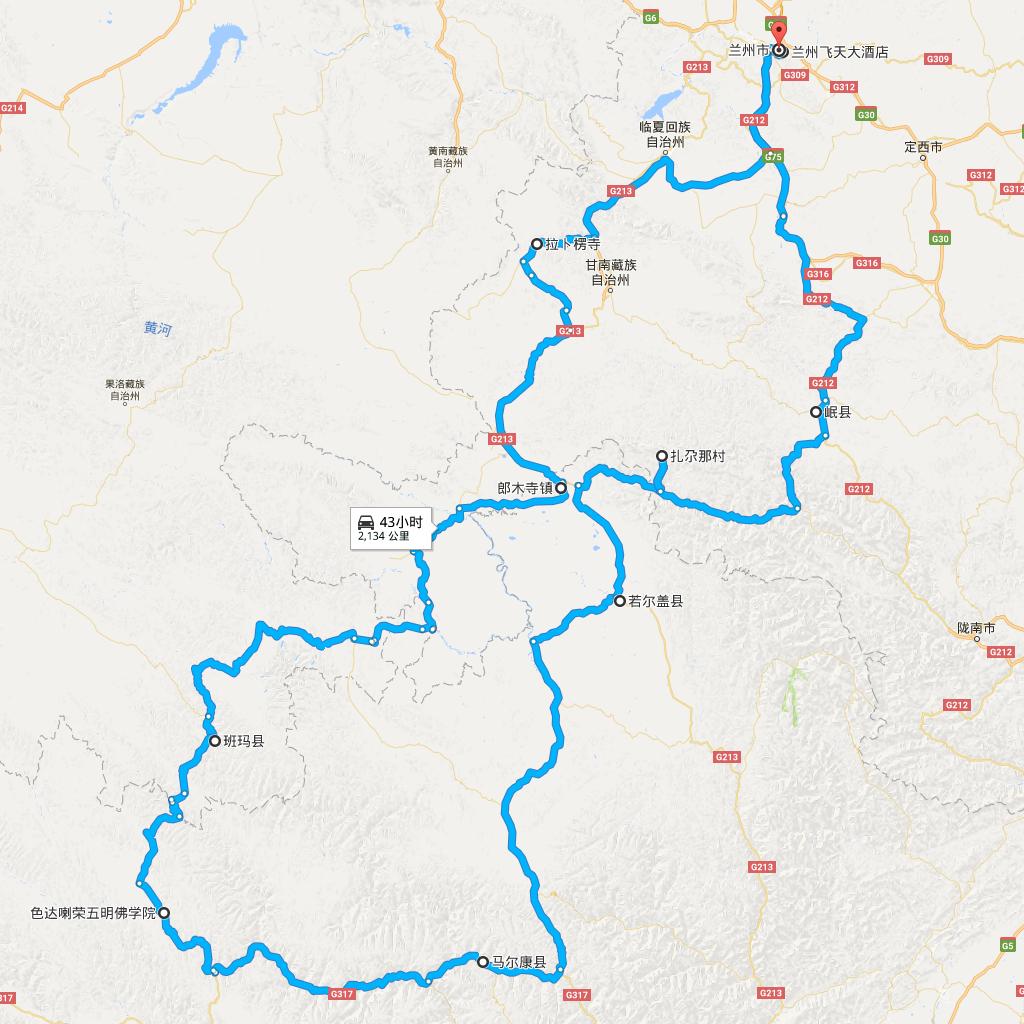 G6
兰州市
兰州飞天大酒店
G213
G309
G309
G312
G214
G212
G30
临夏回族
自治州
黄南藏族
自治州
G75
定西市
G312
G312
G213
拉卜楞寺
G30
甘南藏族
自治州
G316
G316
G212
黄河
G213
果洛藏族
自治州
G212
岷县
G213
扎尕那村
郎木寺镇
G212
43小时
2,134 公里
若尔盖县
陇南市
G212
G212
班玛县
G213
G213
色达喇荣五明佛学院
G5
马尔康县
317
G317
G317
G213